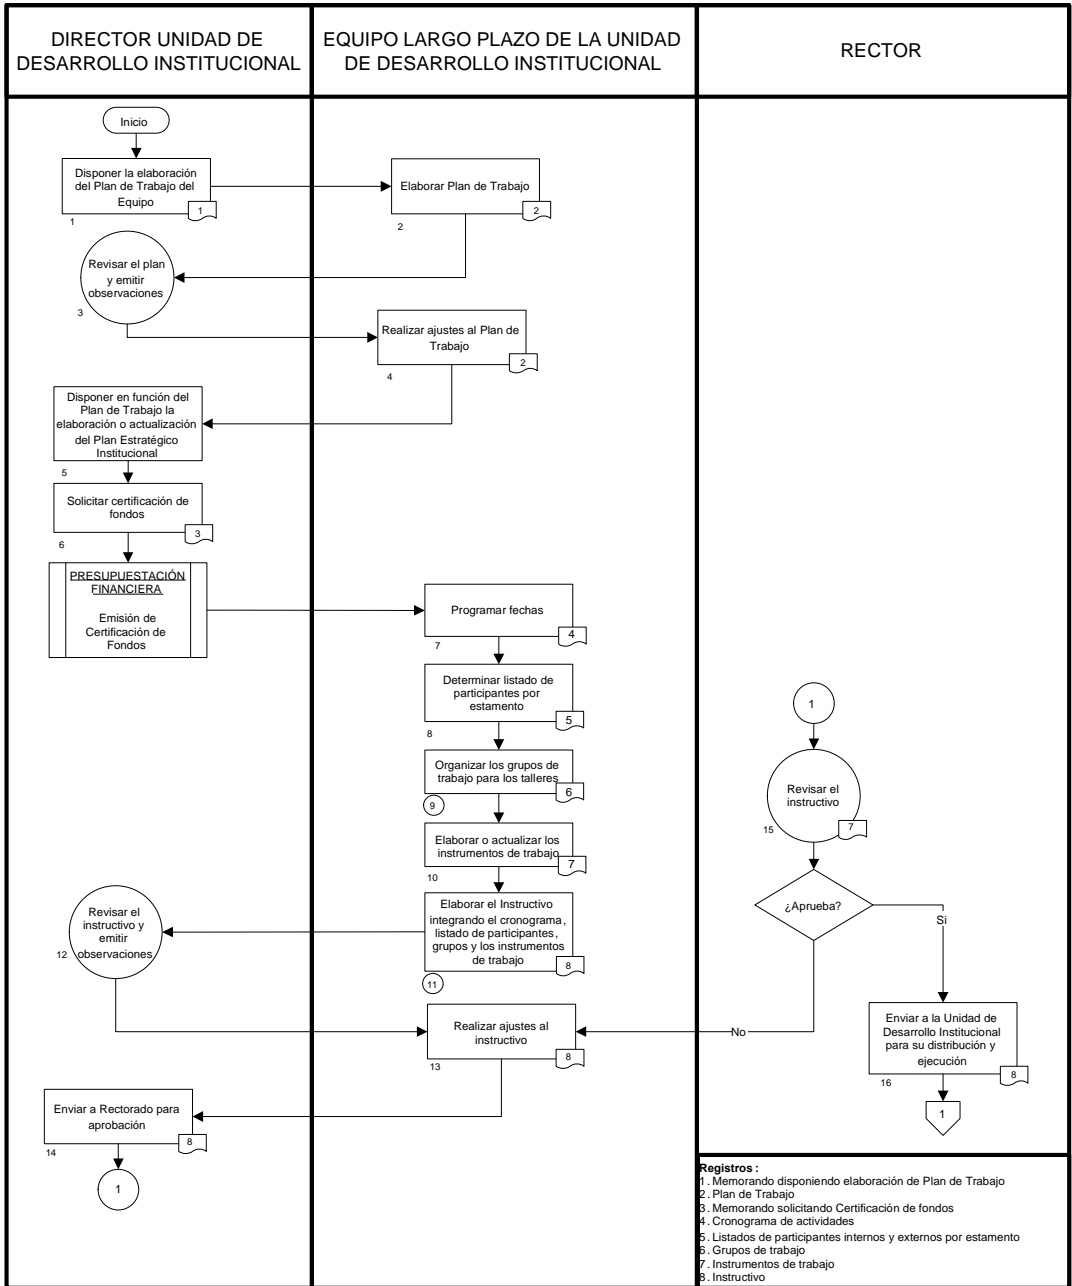 DIRECTOR UNIDAD DE
DESARROLLO INSTITUCIONAL
EQUIPO LARGO PLAZO DE LA UNIDAD
DE DESARROLLO INSTITUCIONAL
RECTOR
Inicio
Disponer la elaboración
del Plan de Trabajo del
Equipo
1
1
Elaborar Plan de Trabajo
2
2
Revisar el plan
y emitir
observaciones
3
Realizar ajustes al Plan de
Trabajo
2
4
Disponer en función del
Plan de Trabajo la
elaboración o actualización
del Plan Estratégico
Institucional
5
Solicitar certificación de
fondos
3
6
PRESUPUESTACIÓN
FINANCIERA
Emisión de
Certificación de
Fondos
Programar fechas
4
7
Determinar listado de
participantes por
estamento
5
8
Organizar los grupos de
trabajo para los talleres
6
9
Elaborar o actualizar los
instrumentos de trabajo
7
10
Elaborar el Instructivo
integrando el cronograma,
listado de participantes,
grupos y los instrumentos
de trabajo
8
11
Revisar el
instructivo y
emitir
observaciones
12
Realizar ajustes al
instructivo
8
13
Enviar a Rectorado para
aprobación
8
14
1
1
Revisar el
instructivo
7
15
¿Aprueba?
Si
No
Enviar a la Unidad de
Desarrollo Institucional
para su distribución y
ejecución
8
16
1
Registros :
1. Memorando disponiendo elaboración de Plan de Trabajo
2. Plan de Trabajo
3. Memorando solicitando Certificación de fondos
4. Cronograma de actividades
5. Listados de participantes internos y externos por estamento
6. Grupos de trabajo
7. Instrumentos de trabajo
8. Instructivo